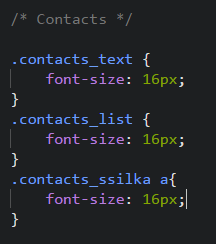 /* Contacts */

.contacts_text {
    font-size: 16px;
}
.contacts_list {
    font-size: 16px;
}
.contacts_ssilka a{
    font-size: 16px;
}